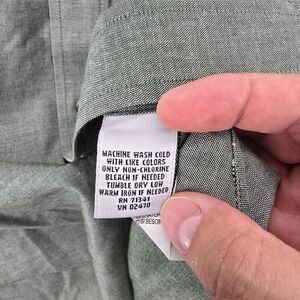 MACHINE WASH COLD
WITH LIKE COLORS
ONLY NON-CHLORINE
BLEACH IF NEEDED
TUMBLE DRY LOW
WARM IRON IF NEEDED
RN 71341
VN 02470